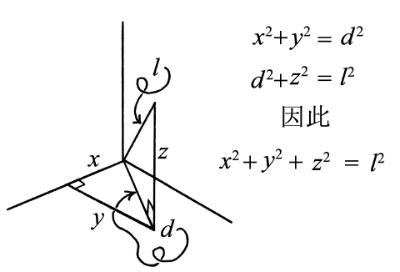 x²+y² = d²
d²+z² = l²
因此
x²+y² + z² = l²
l
x
z
y
d